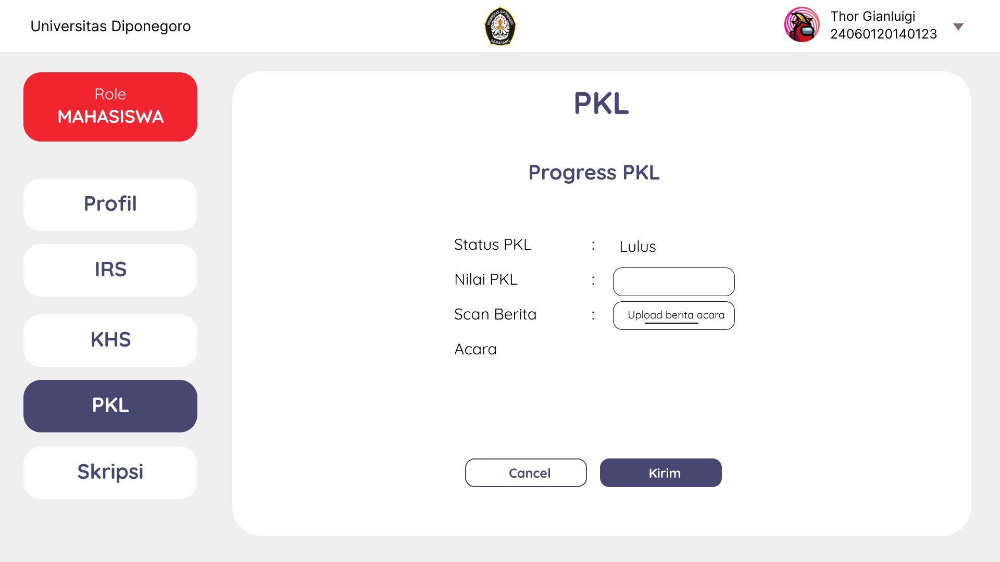 Universitas Diponegoro
UNIVERSITAS DIPONEGORO
SEMARANG
Thor Gianluigi
24060120140123
Role
MAHASISWA
Profil
IRS
KHS
PKL
Skripsi
PKL
Progress PKL
Status PKL : Lulus
Nilai PKL :
Scan Berita : Upload berita acara
Acara
Cancel Kirim